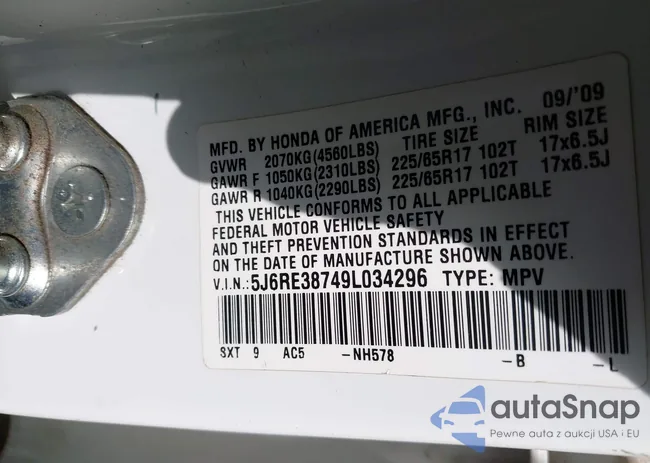 MFD. BY HONDA OF AMERICA MFG., INC. 09/'09
GVWR 2070KG(4560LBS) TIRE SIZE RIM SIZE
GAWR F 1050KG(2310LBS) 225/65R17 102T 17x6.5J
GAWR R 1040KG(2290LBS) 225/65R17 102T 17x6.5J
THIS VEHICLE CONFORMS TO ALL APPLICABLE
FEDERAL MOTOR VEHICLE SAFETY
AND THEFT PREVENTION STANDARDS IN EFFECT
ON THE DATE OF MANUFACTURE SHOWN ABOVE.
V.I.N.:5J6RE38749L034296 TYPE: MPV
SXT 9 AC5 -NH578 -B -L
autaSnap
Pewne auta z aukcji USA i EU